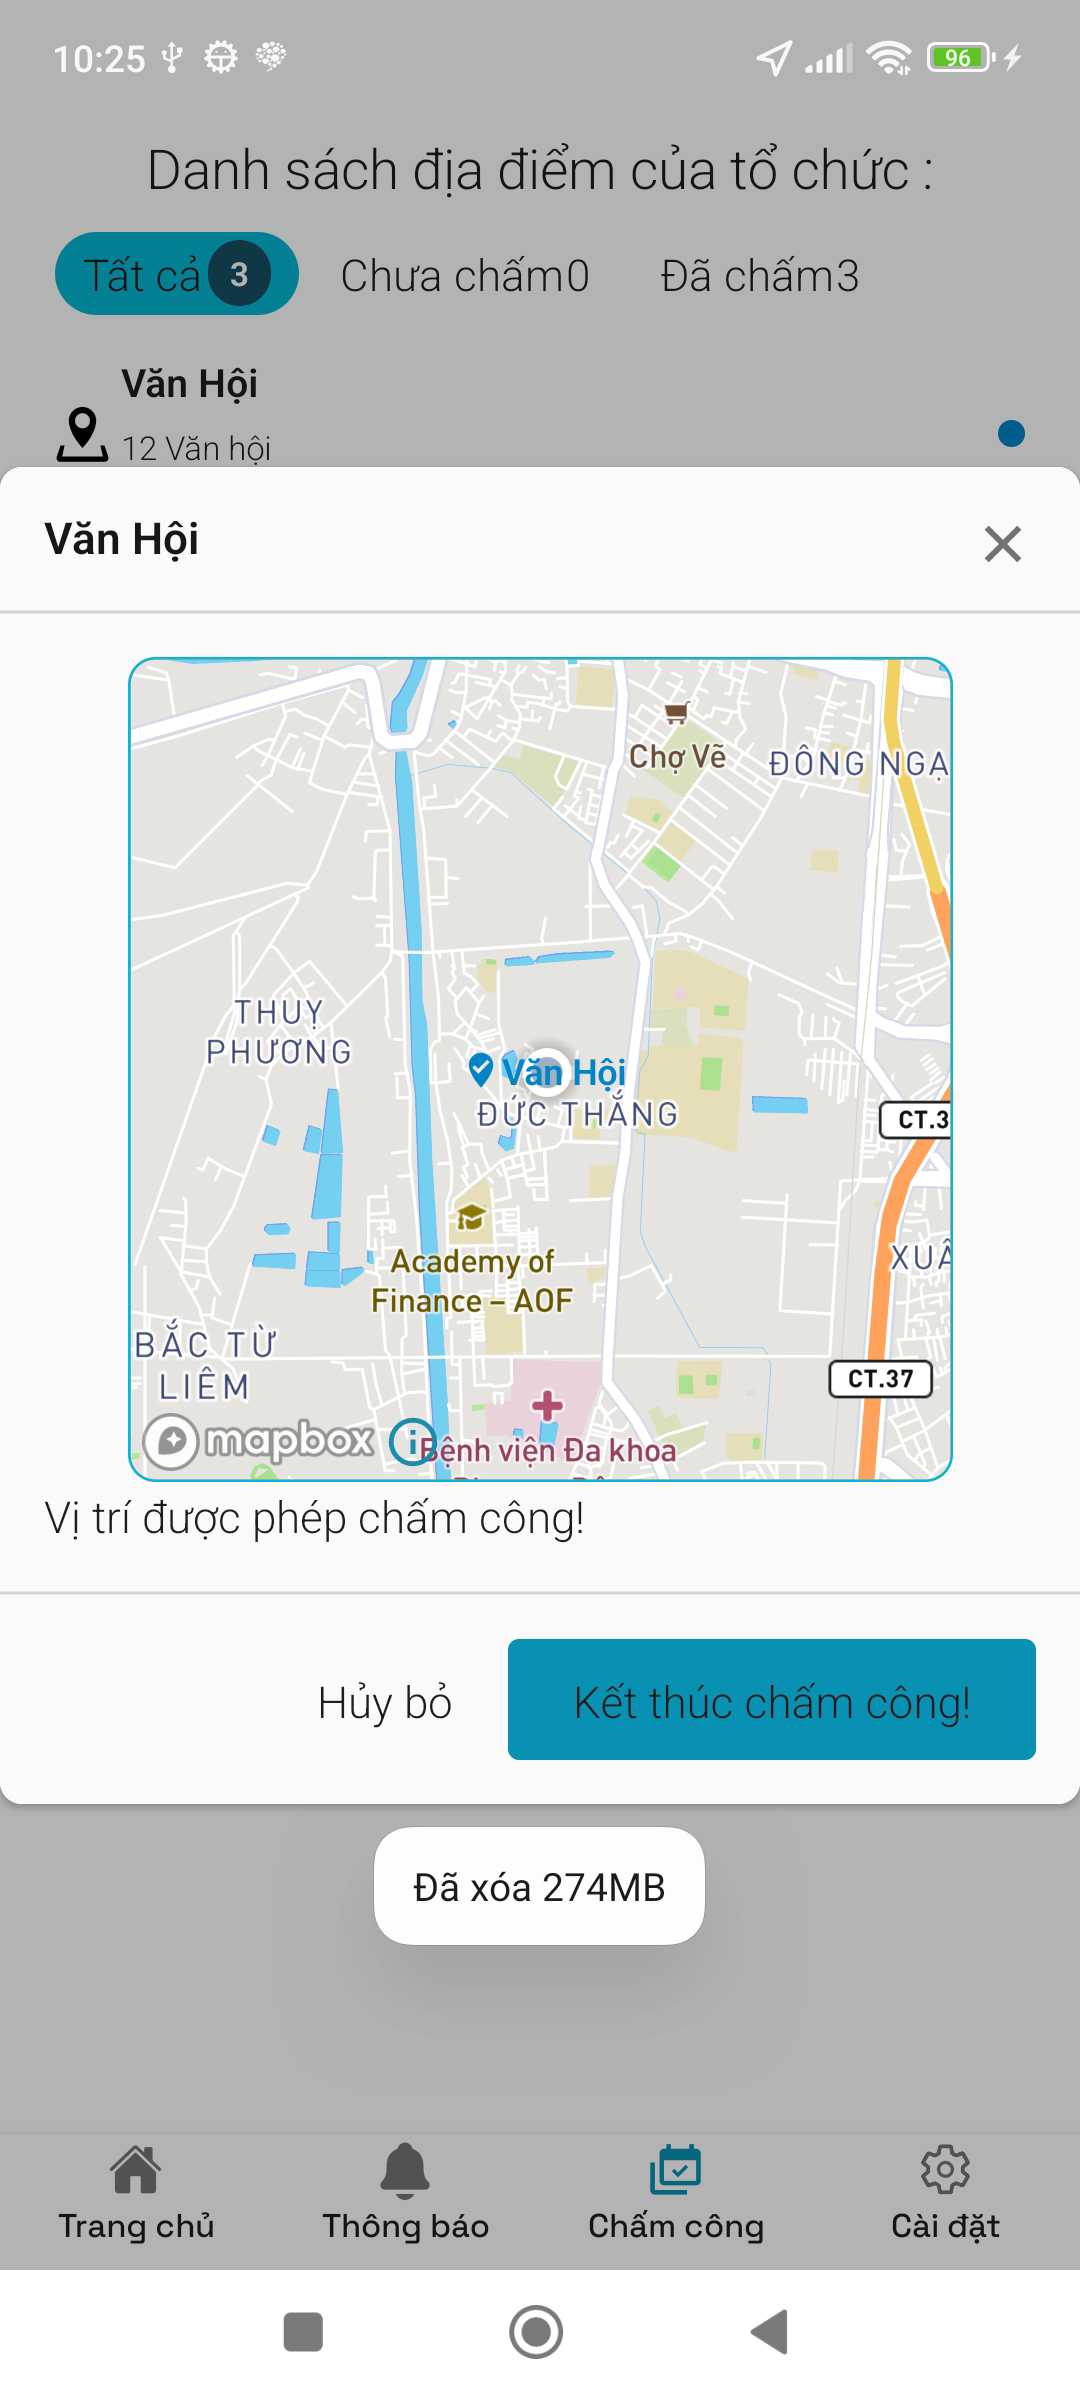 10:25
96
Danh sách địa điểm của tổ chức :
Tất cả 3 Chưa chấm0 Đã chấm3
Văn Hội
12 Văn hội
Văn Hội
Chợ Vẽ
ĐÔNG NGẠ
THUỴ
PHƯƠNG
Văn Hội
ĐỨC THẮNG
CT.3
Academy of
Finance – AOF
XUÂ
BẮC TỪ
LIÊM
CT.37
mapbox
Bệnh viện Đa khoa
Vị trí được phép chấm công!
Hủy bỏ Kết thúc chấm công!
Đã xóa 274MB
Trang chủ Thông báo Chấm công Cài đặt